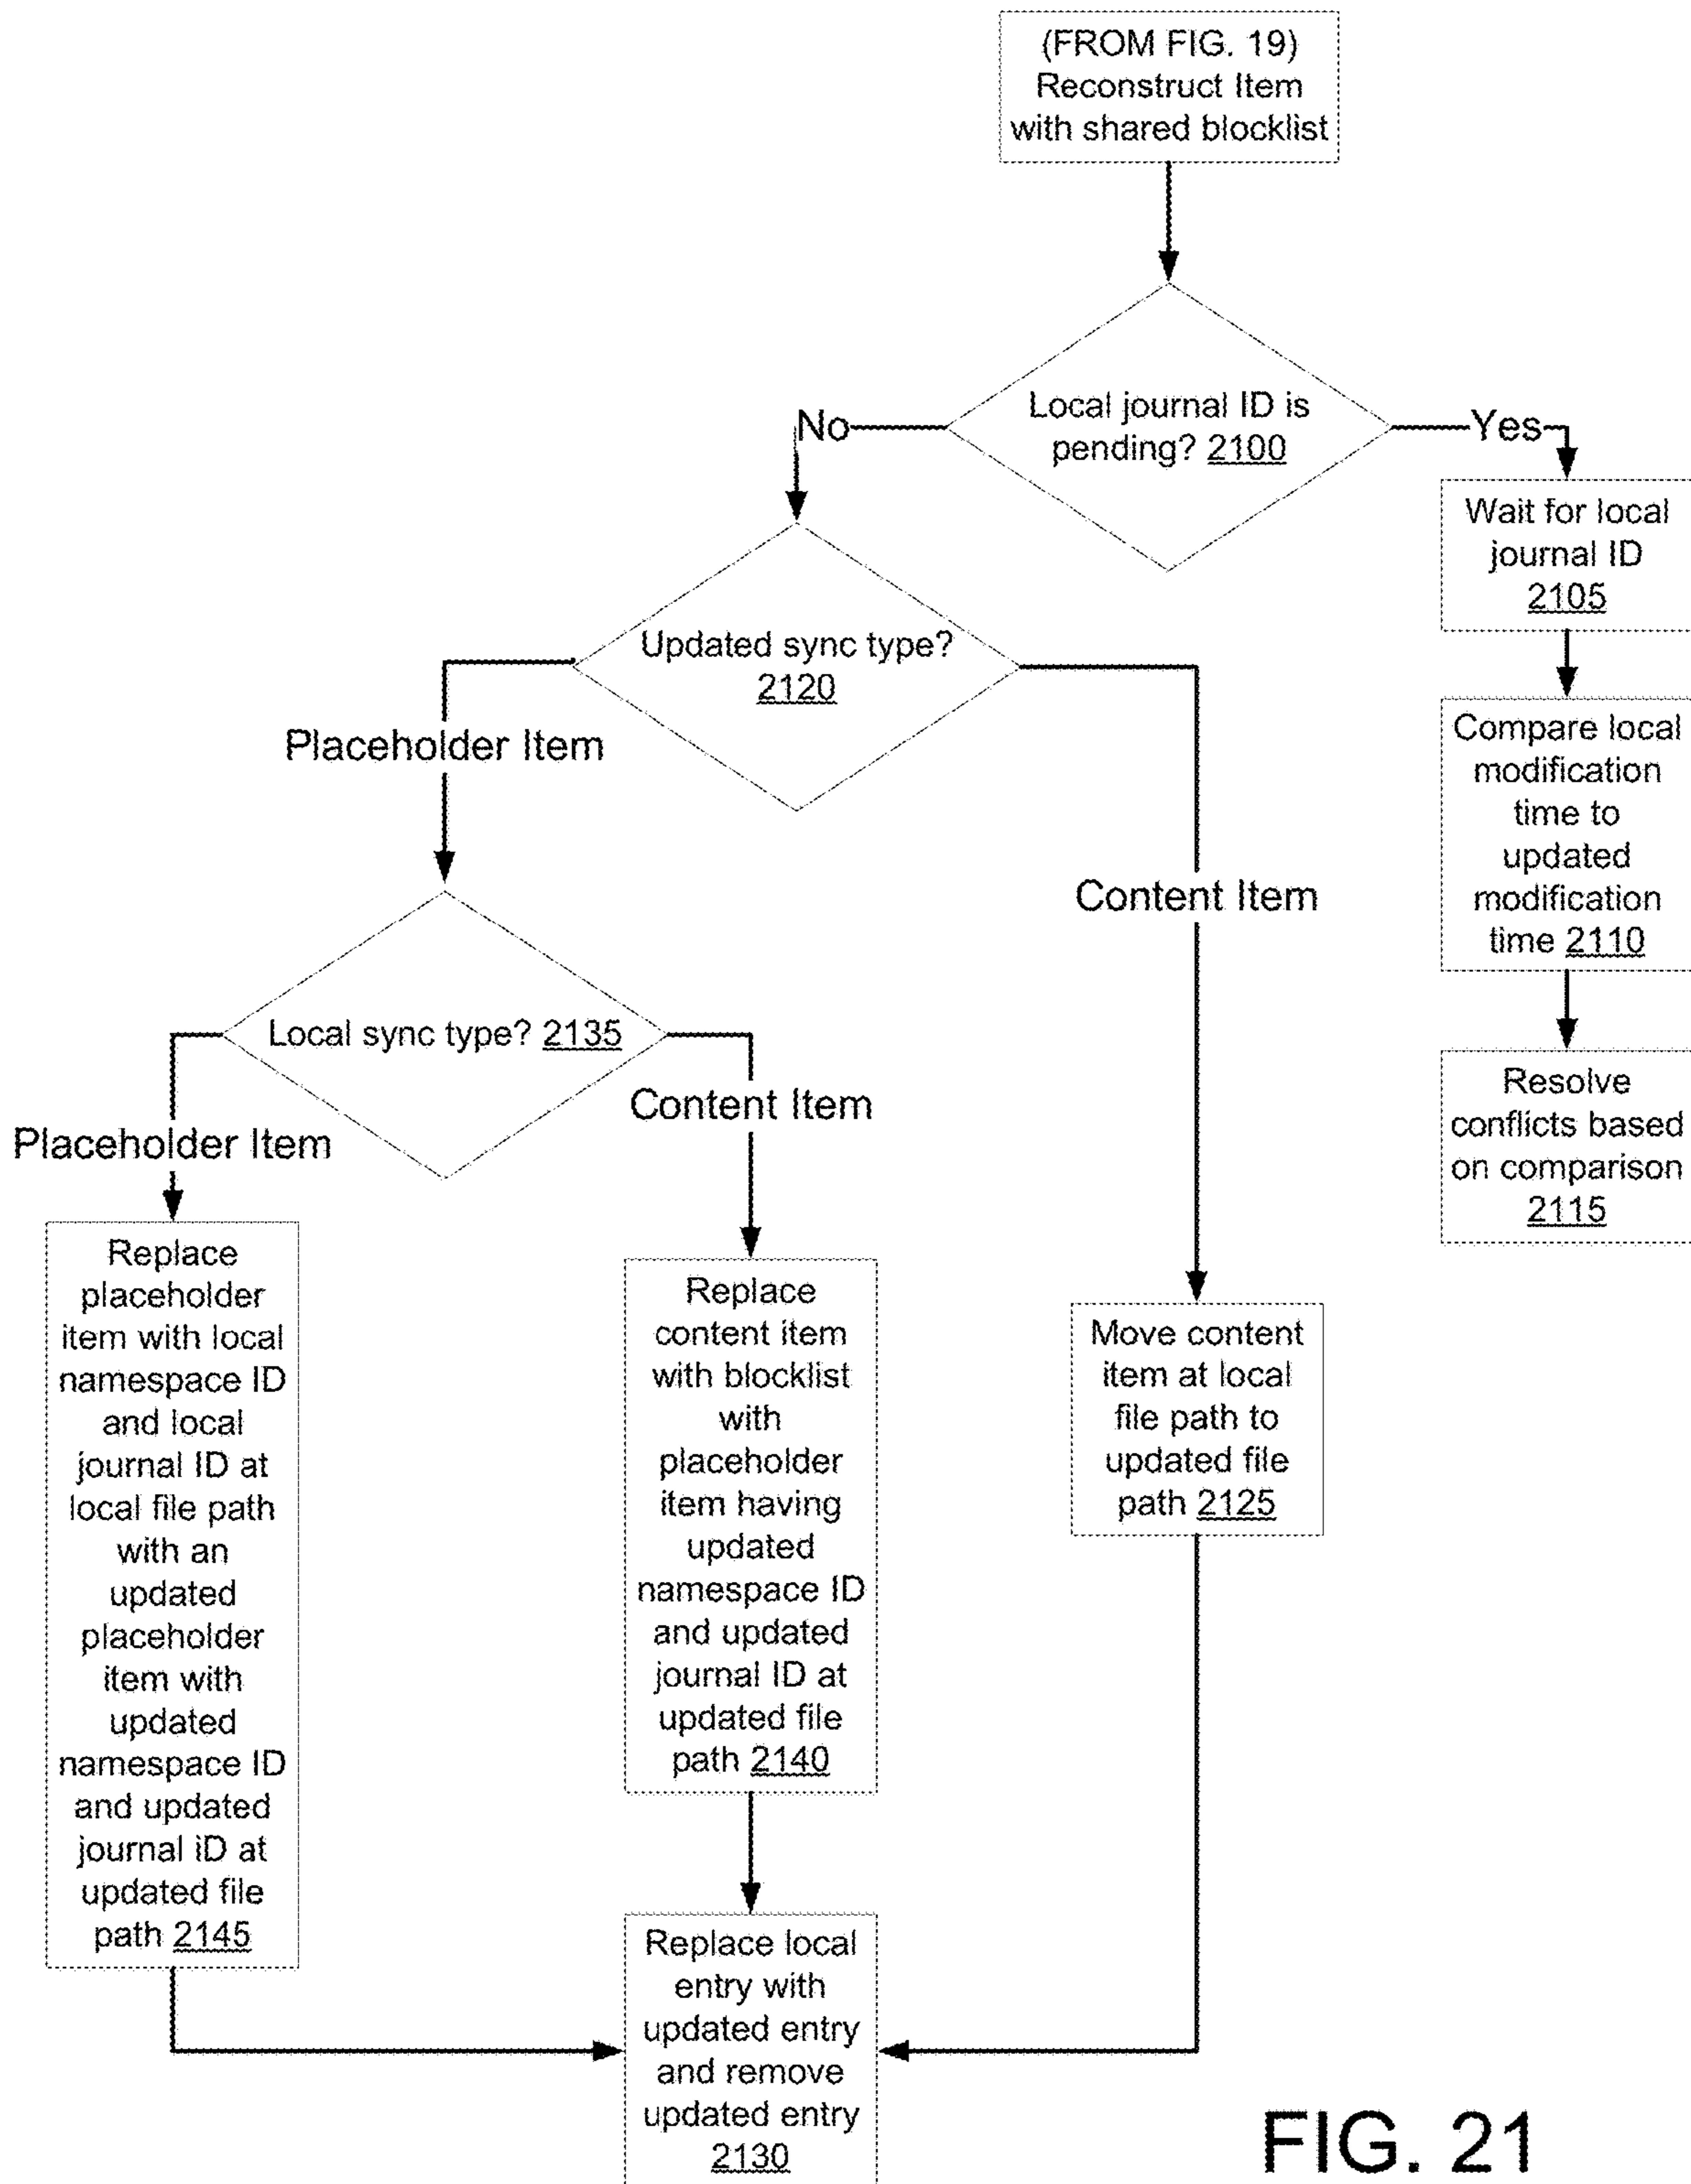 (FROM FIG. 19)
Reconstruct Item
with shared blocklist
Local journal ID is
pending? 2100
No
Yes
Wait for local
journal ID
2105
Updated sync type?
2120
Compare local
modification
time to
updated
modification
time 2110
Placeholder Item
Content Item
Local sync type? 2135
Resolve
conflicts based
on comparison
2115
Placeholder Item
Content Item
Replace
placeholder
item with local
namespace ID
and local
journal ID at
local file path
with an
updated
placeholder
item with
updated
namespace ID
and updated
journal iD at
updated file
path 2145
Replace
content item
with blocklist
with
placeholder
item having
updated
namespace ID
and updated
journal ID at
updated file
path 2140
Move content
item at local
file path to
updated file
path 2125
Replace local
entry with
updated entry
and remove
updated entry
2130
FIG. 21